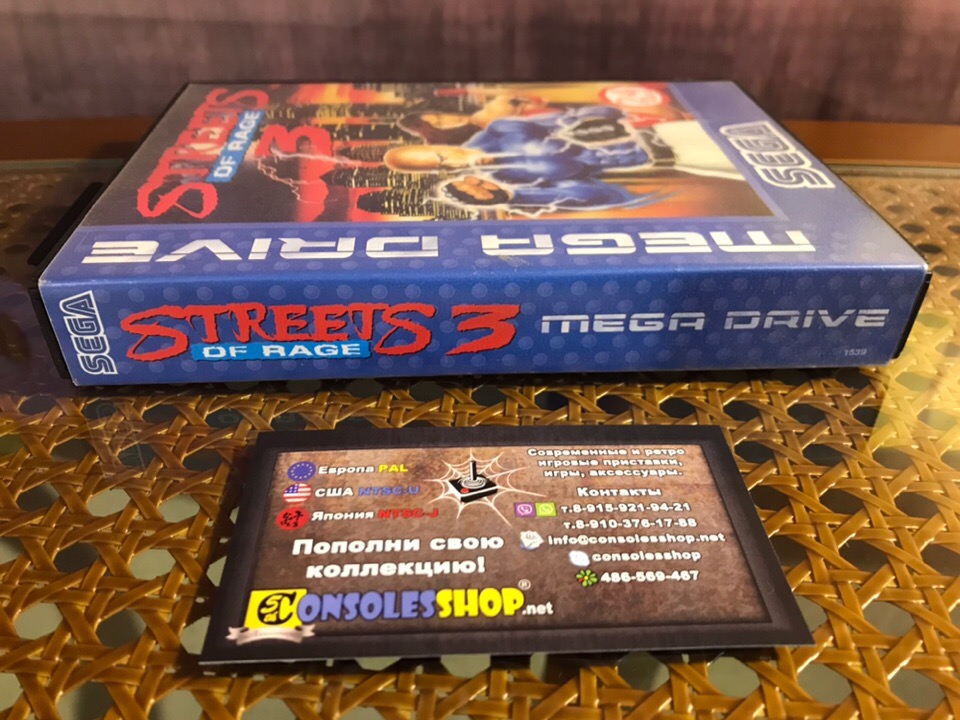 STREETS
OF RAGE
3
SEGA
MEGA DRIVE
SEGA
STREETS 3
OF RAGE
MEGA DRIVE
1539
Европа PAL
США NTSC-U
Япония NTSC-J
Пополни свою
коллекцию!
CONSOLESSHOP.net
®
Современные и ретро
игровые приставки,
игры, аксессуары.
Контакты
т.8-915-921-94-21
т.8-910-376-17-88
info@consolesshop.net
consolesshop
486-569-467